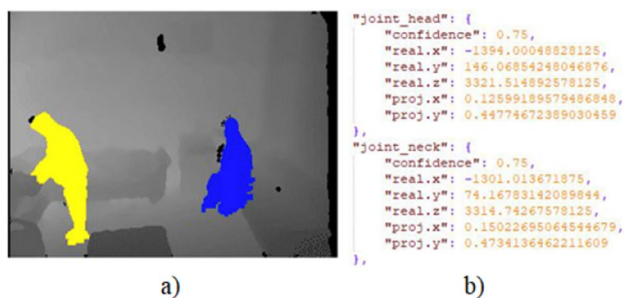 "joint_head": {
"confidence": 0.75,
"real.x": -1394.00048828125,
"real.y": 146.06854248046876,
"real.z": 3321.514892578125,
"proj.x": 0.12599189579486848,
"proj.y": 0.44774672389030459
},
"joint_neck": {
"confidence": 0.75,
"real.x": -1301.013671875,
"real.y": 74.16783142089844,
"real.z": 3314.74267578125,
"proj.x": 0.15022695064544679,
"proj.y": 0.4734136462211609
},
a)
b)